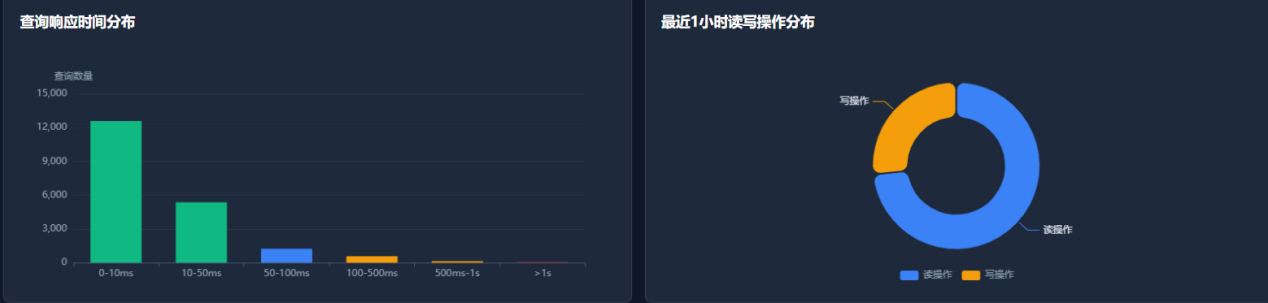 查询响应时间分布
查询数量
15,000
12,000
9,000
6,000
3,000
0
0-10ms
10-50ms
50-100ms
100-500ms
500ms-1s
>1s
最近1小时读写操作分布
写操作
读操作
读操作
写操作